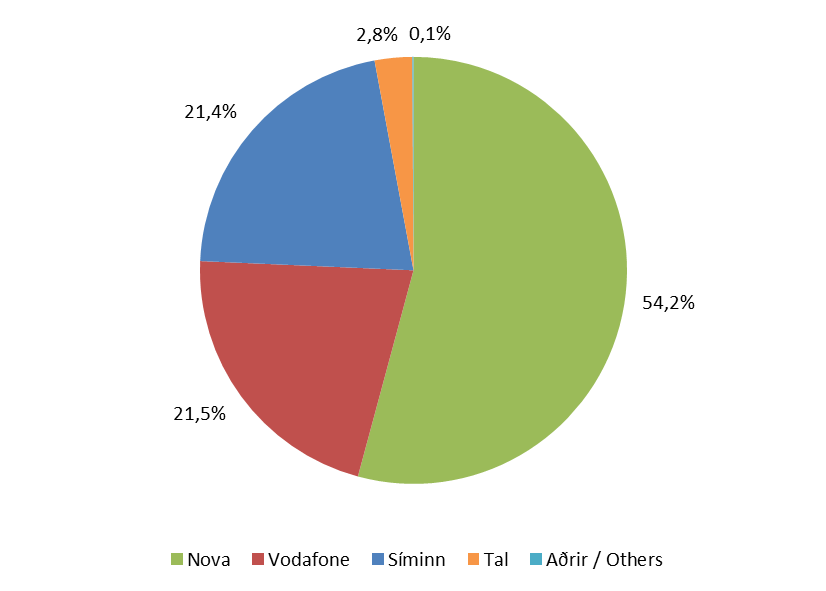 2,8% 0,1%
21,4%
54,2%
21,5%
Nova Vodafone Síminn Tal Aðrir / Others